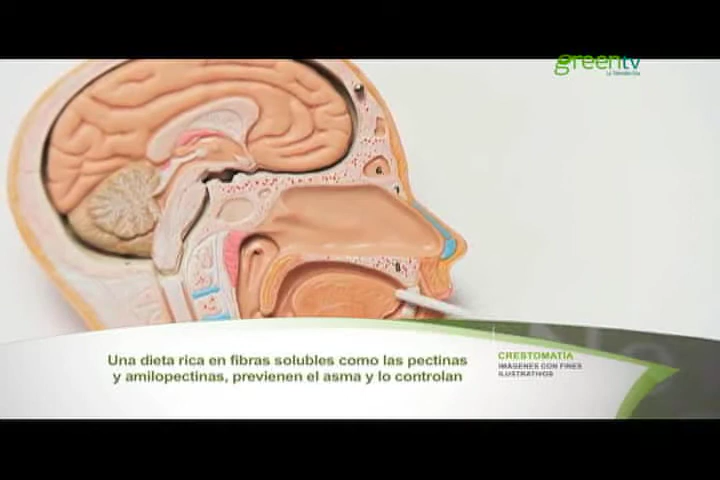 greentv
Una dieta rica en fibras solubles como las pectinas
y amilopectinas, previenen el asma y lo controlan
CRESTOMATÍA
IMÁGENES CON FINES
ILUSTRATIVOS